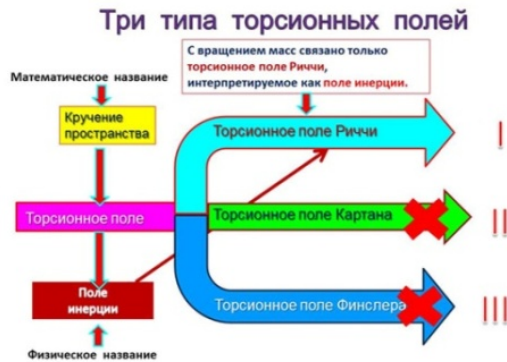 Три типа торсионных полей
С вращением масс связано только
торсионное поле Риччи,
интерпретируемое как поле инерции.
Математическое название
Кручение
пространства
Торсионное поле Риччи
I
Торсионное поле
Торсионное поле Картана
II
Поле
инерции
Торсионное поле Финслера
III
Физическое название